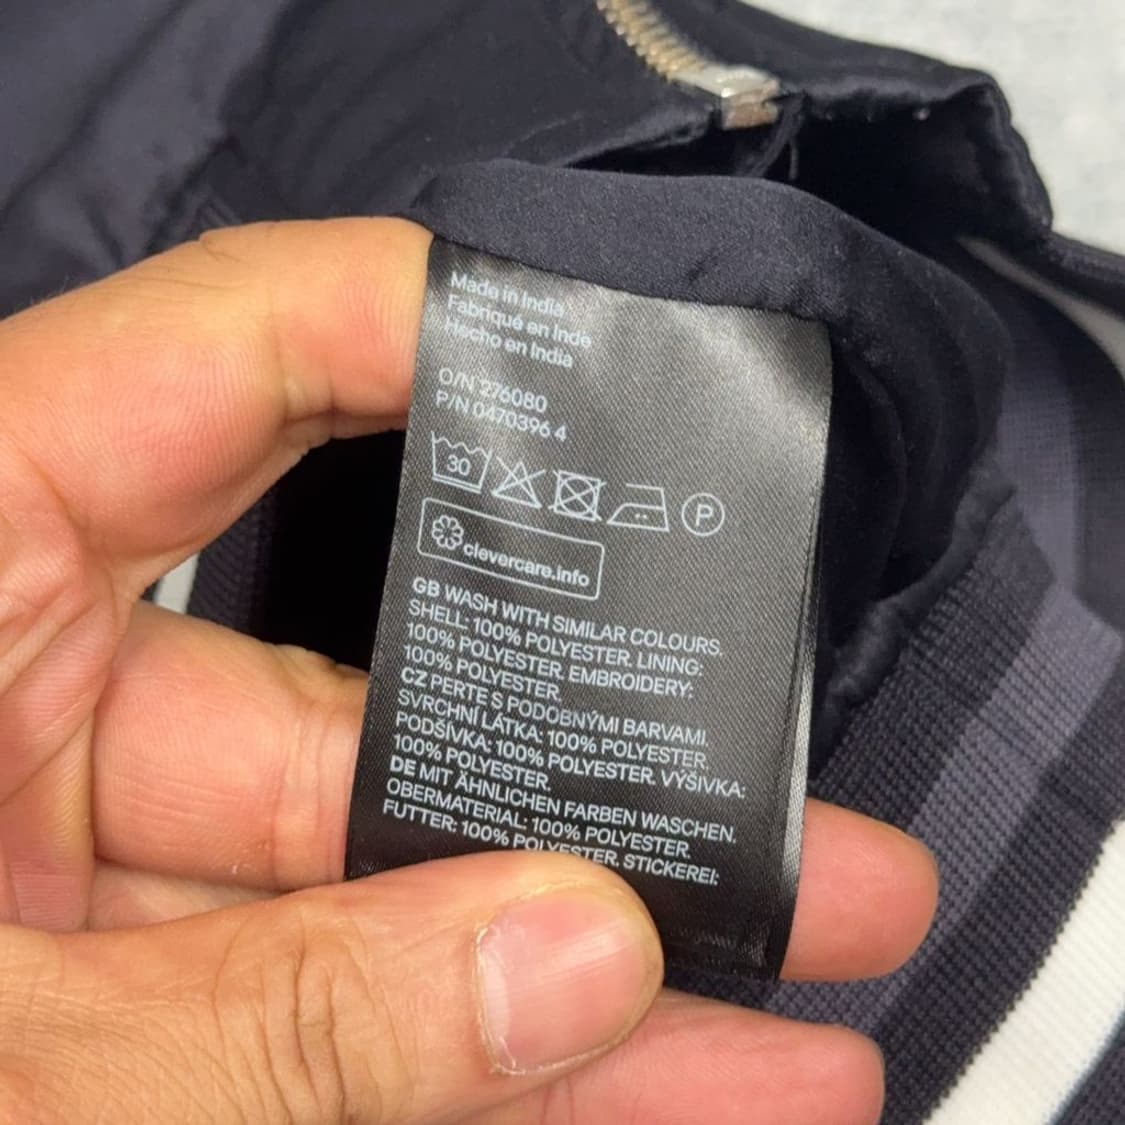 Made in India
Fabriqué en Inde
Hecho en India
O/N 276080
P/N 0470396 4
30
P
clevercare.info
GB WASH WITH SIMILAR COLOURS.
SHELL: 100% POLYESTER. LINING:
100% POLYESTER. EMBROIDERY:
100% POLYESTER.
CZ PERTE S PODOBNÝMI BARVAMI.
SVRCHNÍ LÁTKA: 100% POLYESTER.
PODŠÍVKA: 100% POLYESTER. VÝŠIVKA:
100% POLYESTER.
DE MIT ÄHNLICHEN FARBEN WASCHEN.
OBERMATERIAL: 100% POLYESTER.
FUTTER: 100% POLYESTER. STICKEREI: